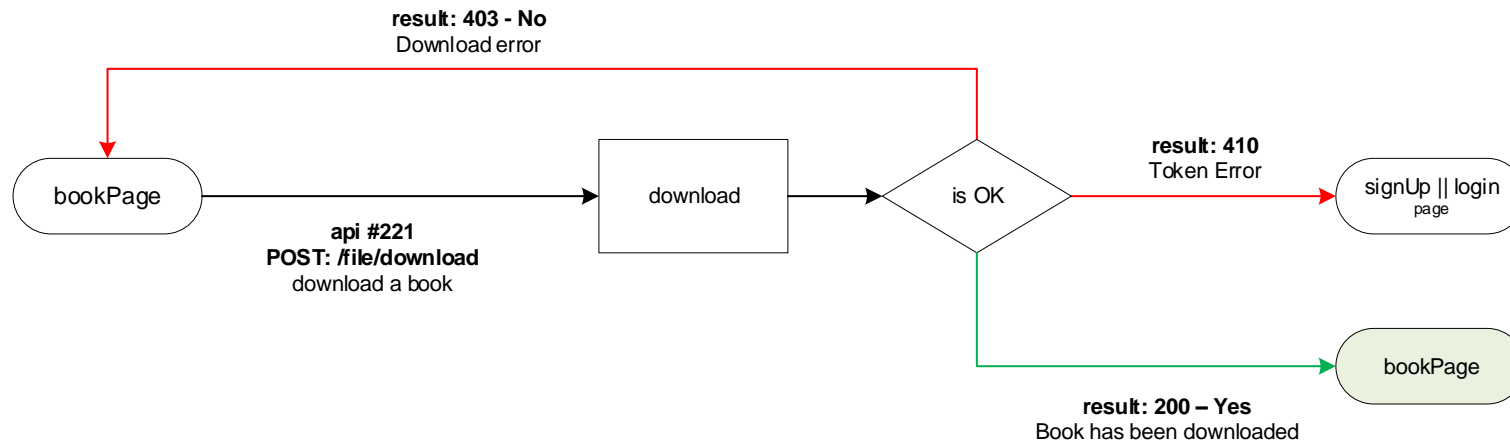 result: 403 - No
Download error
bookPage
api #221
POST: /file/download
download a book
download
is OK
result: 410
Token Error
signUp || login
page
bookPage
result: 200 – Yes
Book has been downloaded